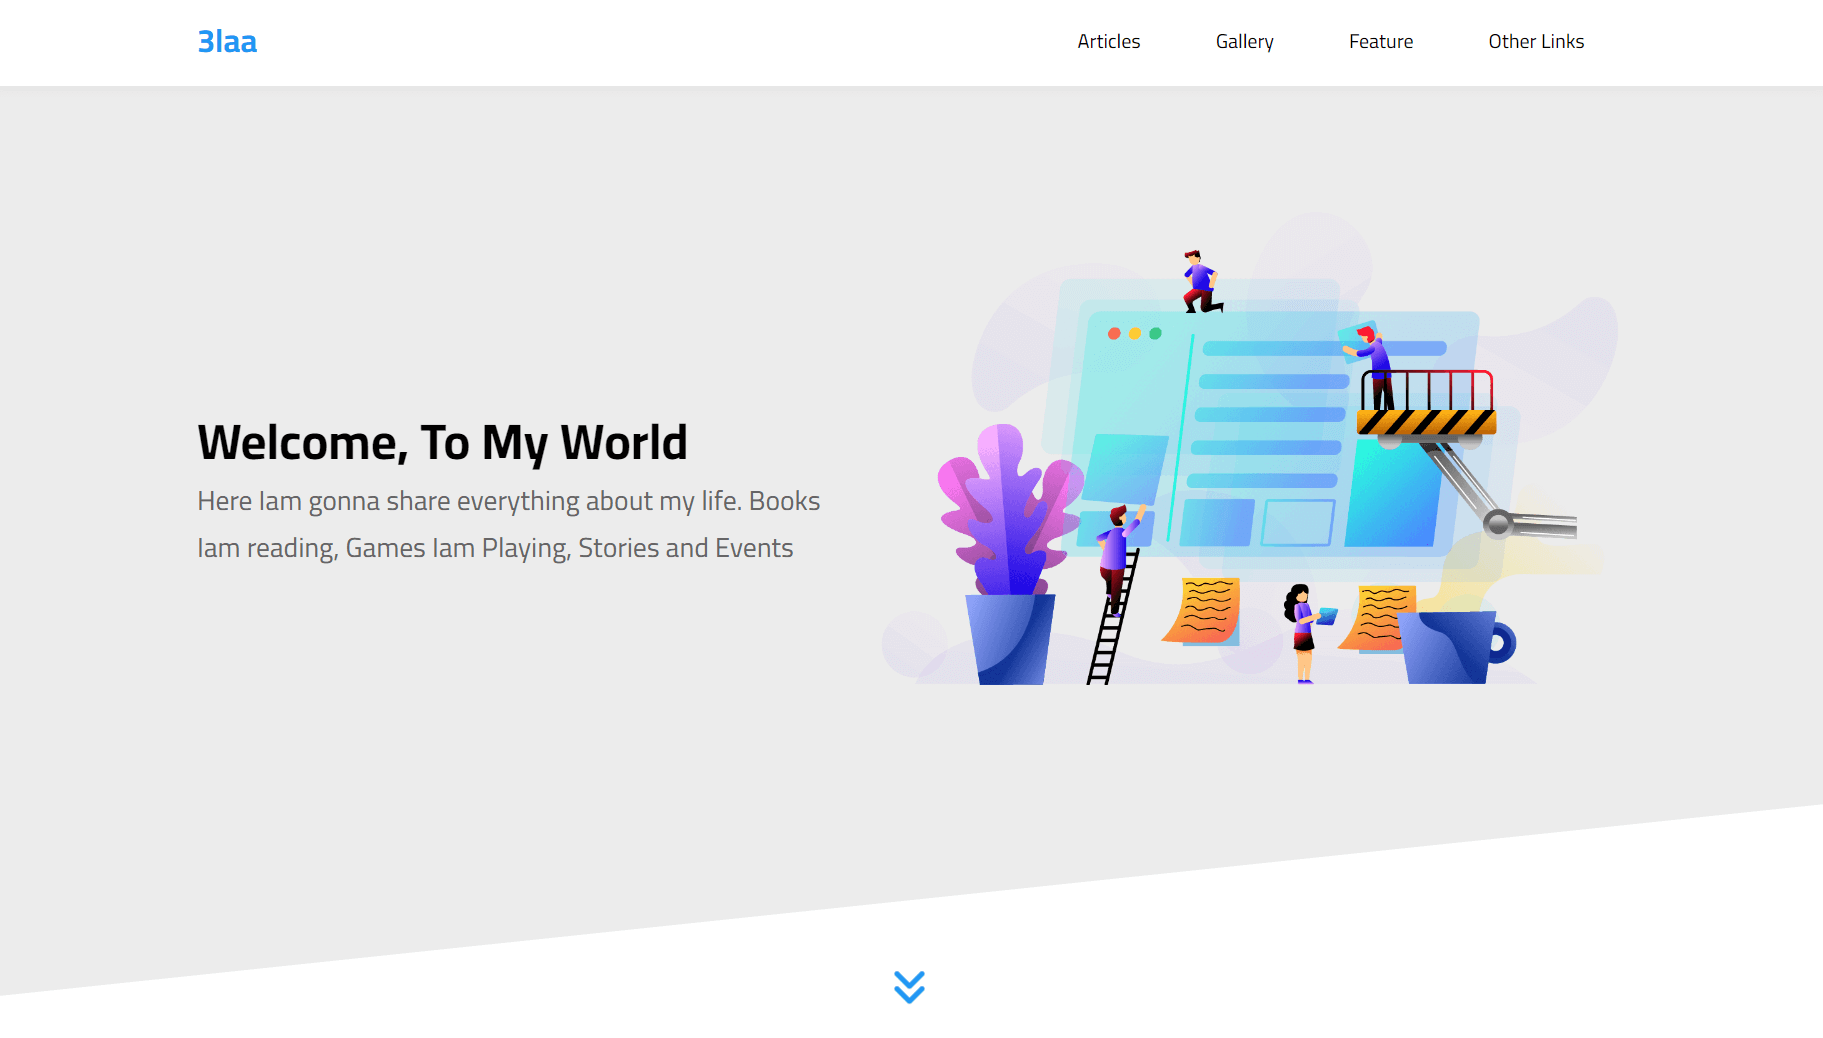 3laa
Articles
Gallery
Feature
Other Links
Welcome, To My World
Here Iam gonna share everything about my life. Books
Iam reading, Games Iam Playing, Stories and Events